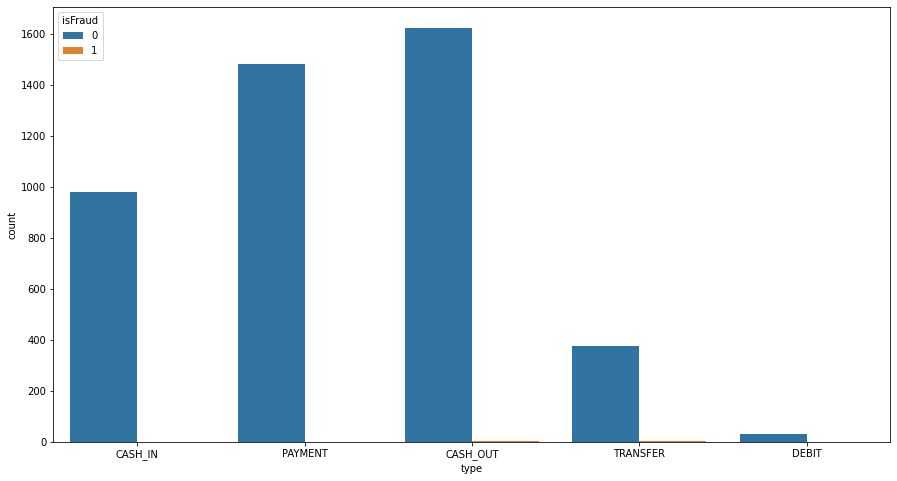 isFraud
0
1
1600
1400
1200
1000
800
600
400
200
0
count
CASH_IN PAYMENT CASH_OUT TRANSFER DEBIT
type